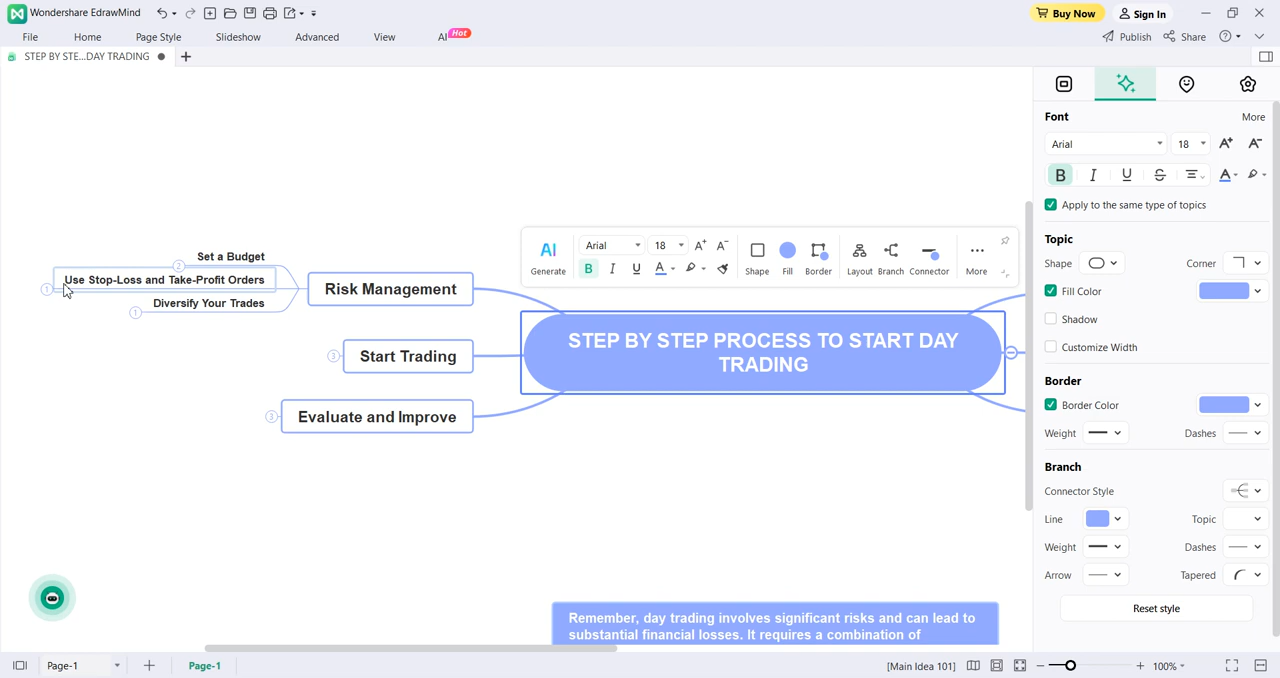 Wondershare EdrawMind
Buy Now
Sign In
File
Home
Page Style
Slideshow
Advanced
View
AI
Hot
Publish
Share
STEP BY STE...DAY TRADING
Font
More
Arial
18
A+
A-
B
I
U
S
A
Apply to the same type of topics
Topic
Shape
Corner
Fill Color
Shadow
Customize Width
Border
Border Color
Weight
Dashes
Branch
Connector Style
Line
Topic
Weight
Dashes
Arrow
Tapered
Reset style
AI
Generate
Arial
18
A+
A-
B
I
U
A
Shape
Fill
Border
Layout
Branch
Connector
More
Set a Budget
2
Use Stop-Loss and Take-Profit Orders
1
Diversify Your Trades
1
Risk Management
3
Start Trading
3
Evaluate and Improve
STEP BY STEP PROCESS TO START DAY
TRADING
Remember, day trading involves significant risks and can lead to
substantial financial losses. It requires a combination of
Page-1
Page-1
[Main Idea 101]
100%